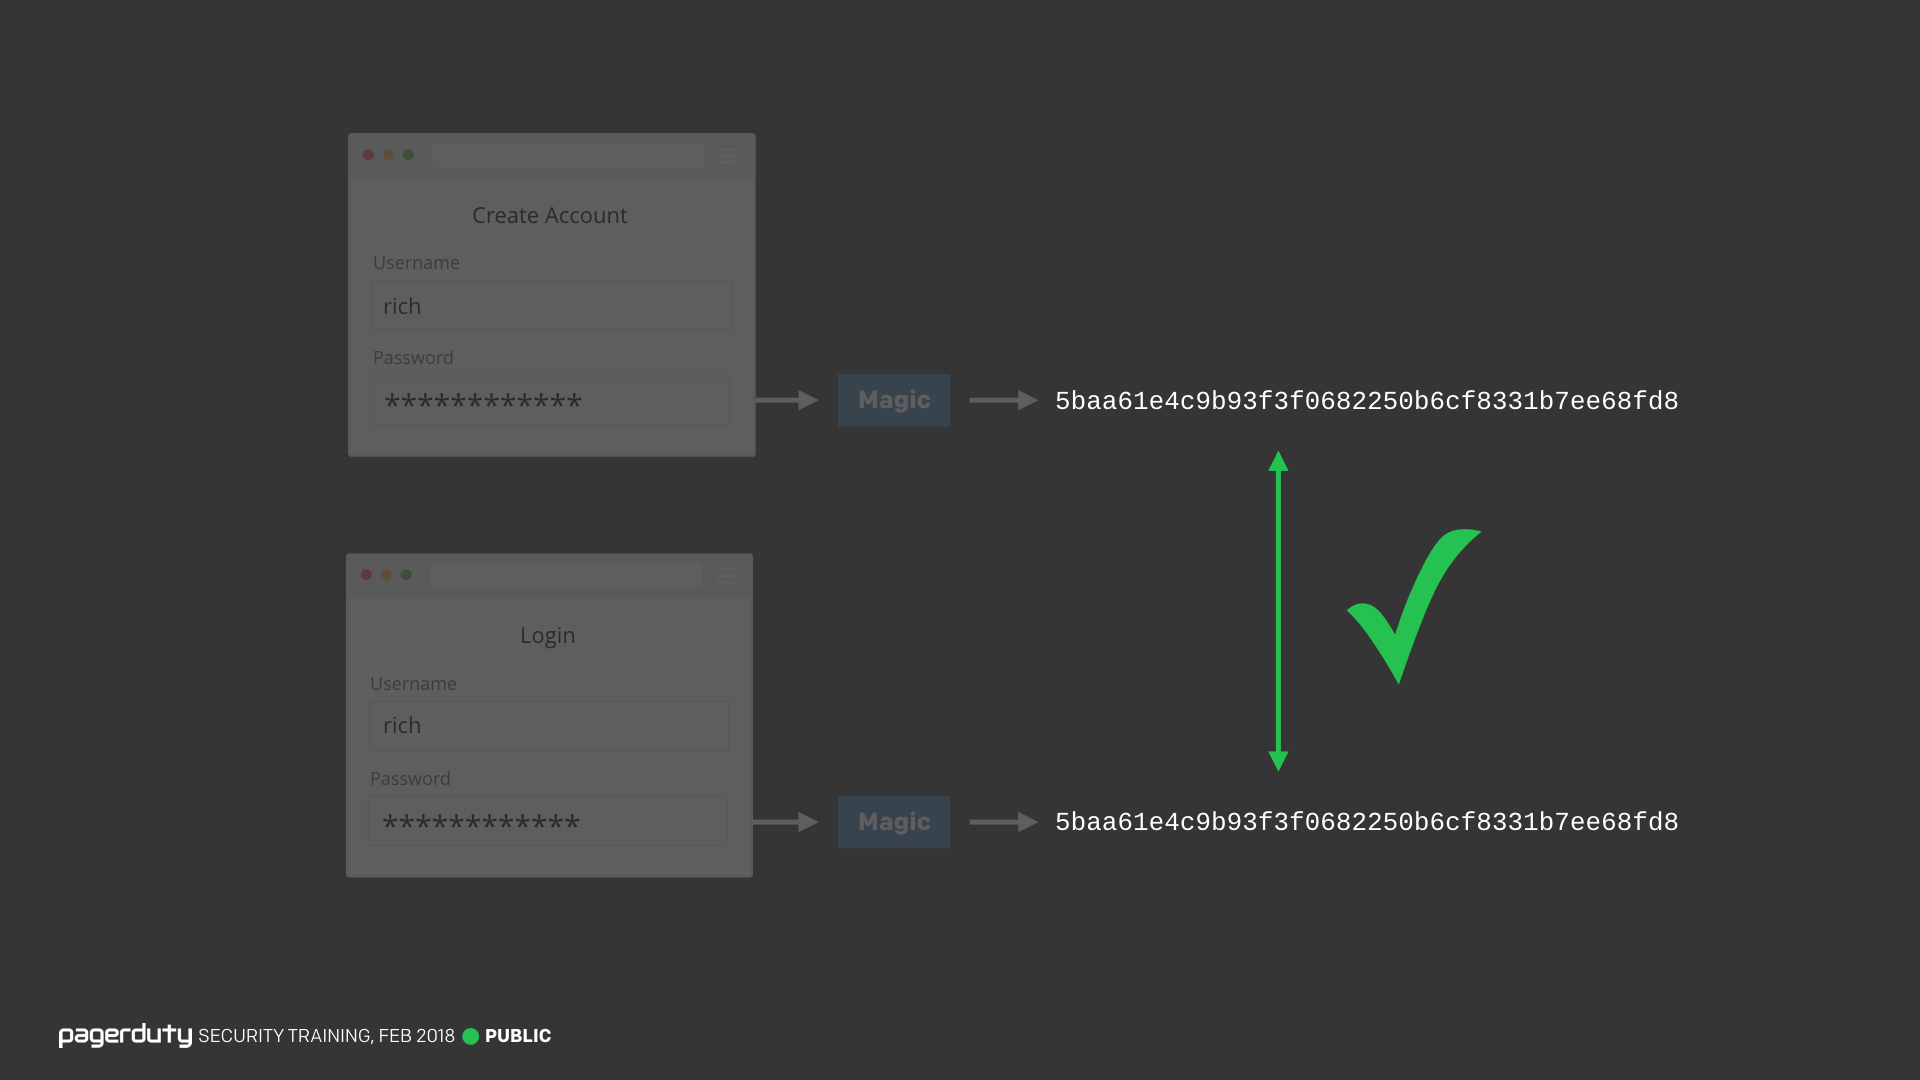 Create Account
Username
rich
Password
************
Magic
5baa61e4c9b93f3f0682250b6cf8331b7ee68fd8
Login
Username
rich
Password
************
Magic
5baa61e4c9b93f3f0682250b6cf8331b7ee68fd8
pagerduty SECURITY TRAINING, FEB 2018 PUBLIC